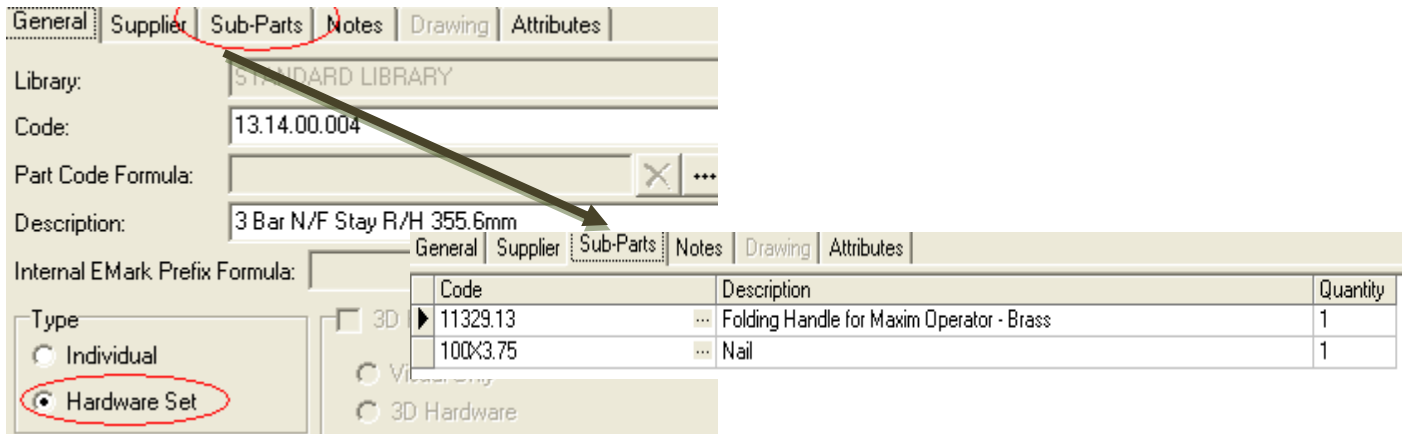 General Supplier Sub-Parts Notes Drawing Attributes
Library: STANDARD LIBRARY
Code: 13.14.00.004
Part Code Formula: ...
Description: 3 Bar N/F Stay R/H 355.6mm
Internal EMark Prefix Formula:
Type 3D
Individual
Hardware Set
3D Hardware
General Supplier Sub-Parts Notes Drawing Attributes
Code Description Quantity
11329.13 ... Folding Handle for Maxim Operator - Brass 1
100X3.75 ... Nail 1